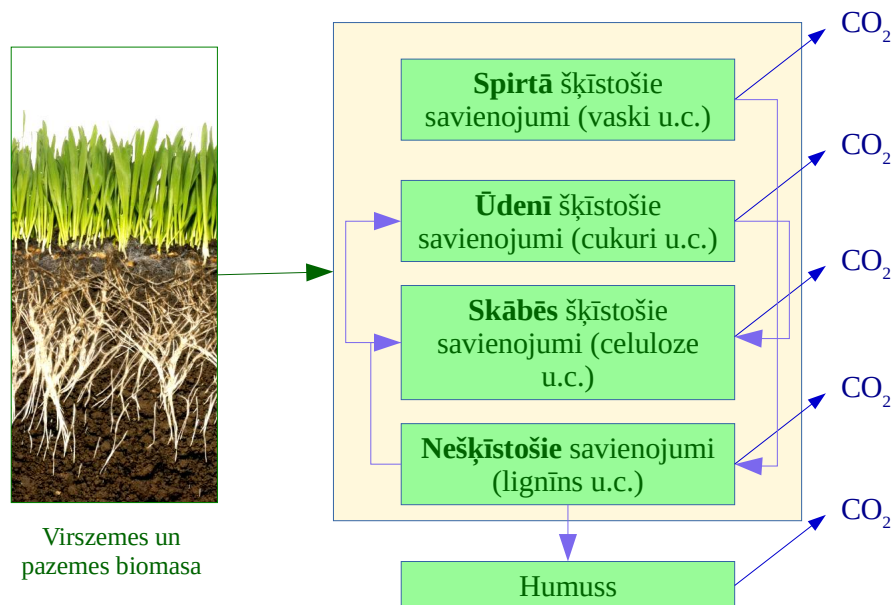 CO2
Spirtā šķīstošie
savienojumi (vaski u.c.)
CO2
Ūdenī šķīstošie
savienojumi (cukuri u.c.)
CO2
Skābēs šķīstošie
savienojumi (celuloze
u.c.)
CO2
Nešķīstošie savienojumi
(lignīns u.c.)
CO2
Virszemes un
pazemes biomasa
Humuss